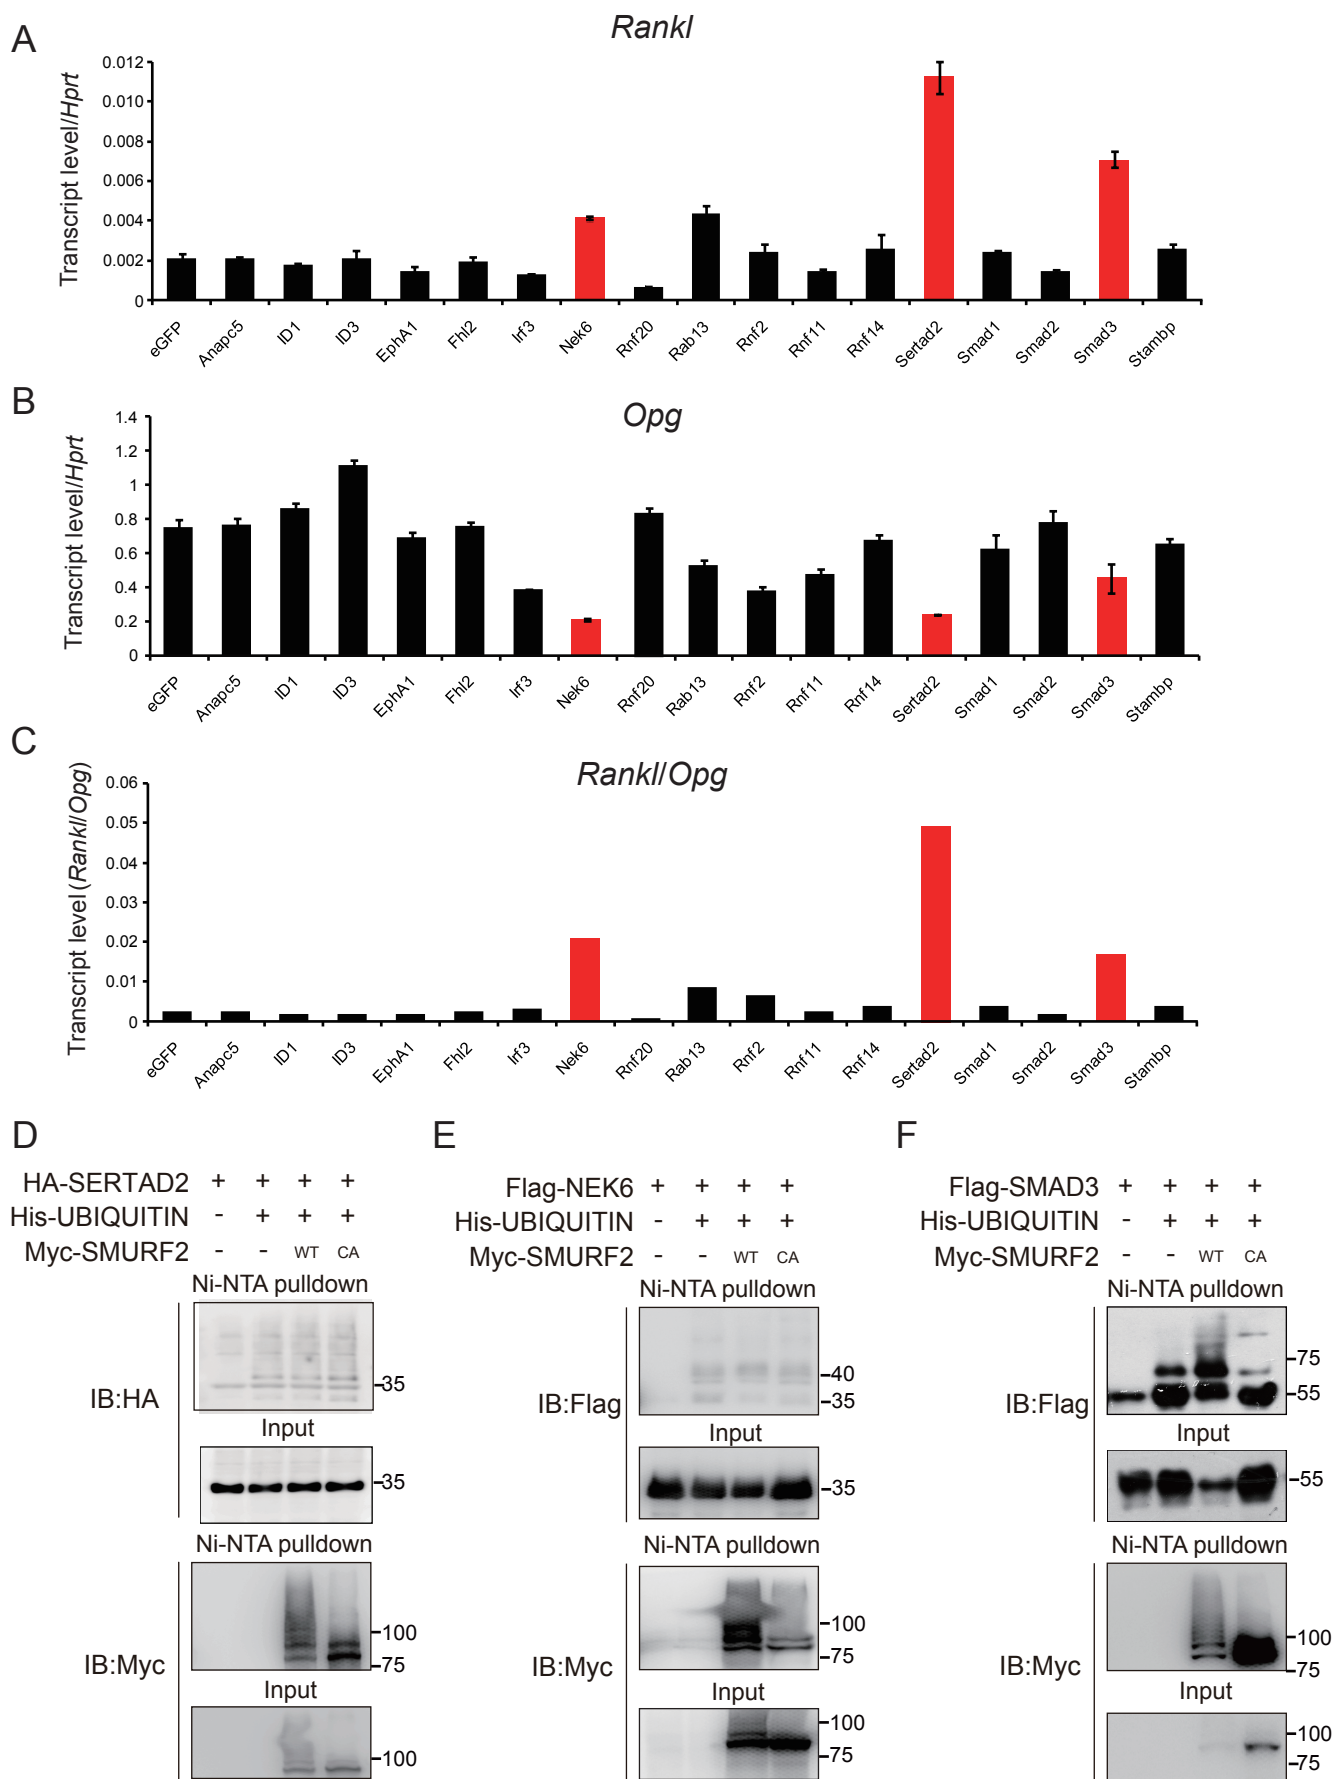 A
Rankl
Transcript level/Hprt
0.012
0.010
0.008
0.006
0.004
0.002
0
eGFP Anapc5 ID1 ID3 EphA1 Fhl2 Irf3 Nek6 Rnf20 Rab13 Rnf2 Rnf11 Rnf14 Sertad2 Smad1 Smad2 Smad3 Stambp
B
Opg
Transcript level/Hprt
1.4
1.2
1
0.8
0.6
0.4
0.2
0
eGFP Anapc5 ID1 ID3 EphA1 Fhl2 Irf3 Nek6 Rnf20 Rab13 Rnf2 Rnf11 Rnf14 Sertad2 Smad1 Smad2 Smad3 Stambp
C
Rankl/Opg
Transcript level (Rankl/Opg)
0.06
0.05
0.04
0.03
0.02
0.01
0
eGFP Anapc5 ID1 ID3 EphA1 Fhl2 Irf3 Nek6 Rnf20 Rab13 Rnf2 Rnf11 Rnf14 Sertad2 Smad1 Smad2 Smad3 Stambp
D
HA-SERTAD2 + + + +
His-UBIQUITIN - + + +
Myc-SMURF2 - - WT CA
Ni-NTA pulldown
IB:HA
-35
Input
-35
Ni-NTA pulldown
IB:Myc
-100
-75
Input
-100
E
Flag-NEK6 + + + +
His-UBIQUITIN - + + +
Myc-SMURF2 - - WT CA
Ni-NTA pulldown
IB:Flag
-40
-35
Input
-35
Ni-NTA pulldown
IB:Myc
-100
-75
Input
-100
-75
F
Flag-SMAD3 + + + +
His-UBIQUITIN - + + +
Myc-SMURF2 - - WT CA
Ni-NTA pulldown
IB:Flag
-75
-55
Input
-55
Ni-NTA pulldown
IB:Myc
-100
-75
Input
-100
-75